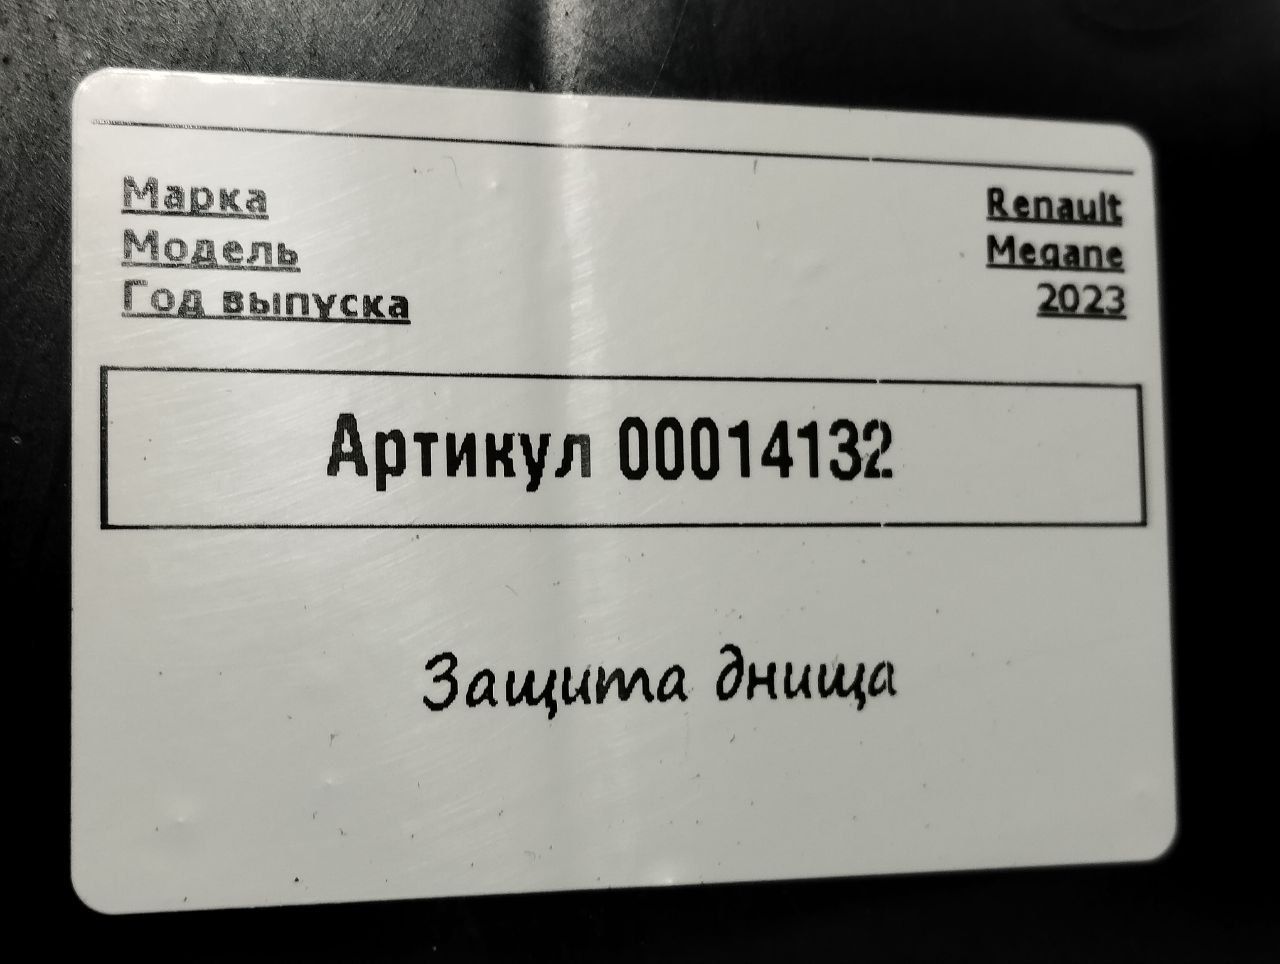 Марка Renault
Модель Megane
Год выпуска 2023
Артикул 00014132
Защита днища